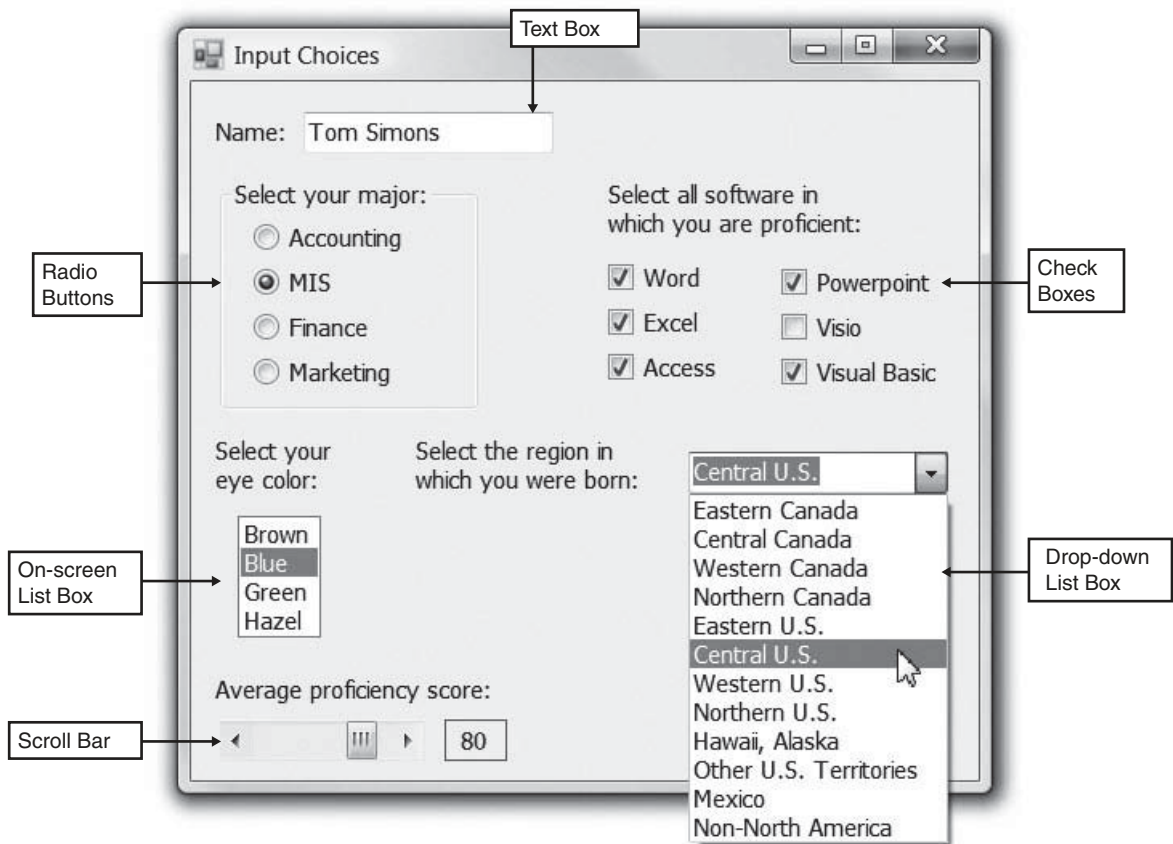 Text Box
Input Choices
Name: Tom Simons
Select your major:
Accounting
MIS
Finance
Marketing
Radio
Buttons
Select all software in
which you are proficient:
Word
Excel
Access
Powerpoint
Visio
Visual Basic
Check
Boxes
Select your
eye color:
Brown
Blue
Green
Hazel
On-screen
List Box
Select the region in
which you were born:
Central U.S.
Eastern Canada
Central Canada
Western Canada
Northern Canada
Eastern U.S.
Central U.S.
Western U.S.
Northern U.S.
Hawaii, Alaska
Other U.S. Territories
Mexico
Non-North America
Drop-down
List Box
Average proficiency score:
80
Scroll Bar